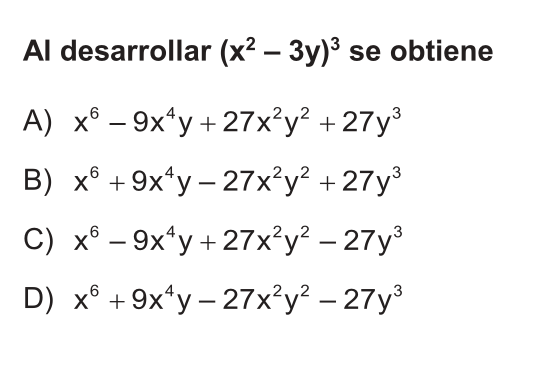 Al desarrollar (x² – 3y)³ se obtiene
A) x⁶ – 9x⁴y + 27x²y² + 27y³
B) x⁶ + 9x⁴y – 27x²y² + 27y³
C) x⁶ – 9x⁴y + 27x²y² – 27y³
D) x⁶ + 9x⁴y – 27x²y² – 27y³